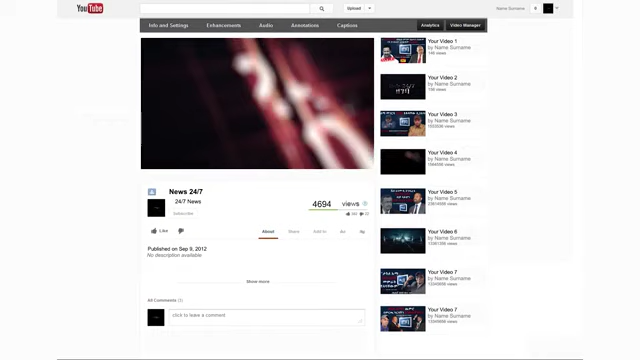 YouTube
Upload
Name Surname
0
Info and Settings
Enhancements
Audio
Annotations
Captions
Analytics
Video Manager
News 24/7
24/7 News
Subscribe
4694 views
Like
About
Share
Add to
Published on Sep 9, 2012
No description available
Show more
All Comments
click to leave a comment
Your Video 1
by Name Surname
Your Video 2
by Name Surname
Your Video 3
by Name Surname
Your Video 4
by Name Surname
Your Video 5
by Name Surname
Your Video 6
by Name Surname
Your Video 7
by Name Surname
Your Video 7
by Name Surname